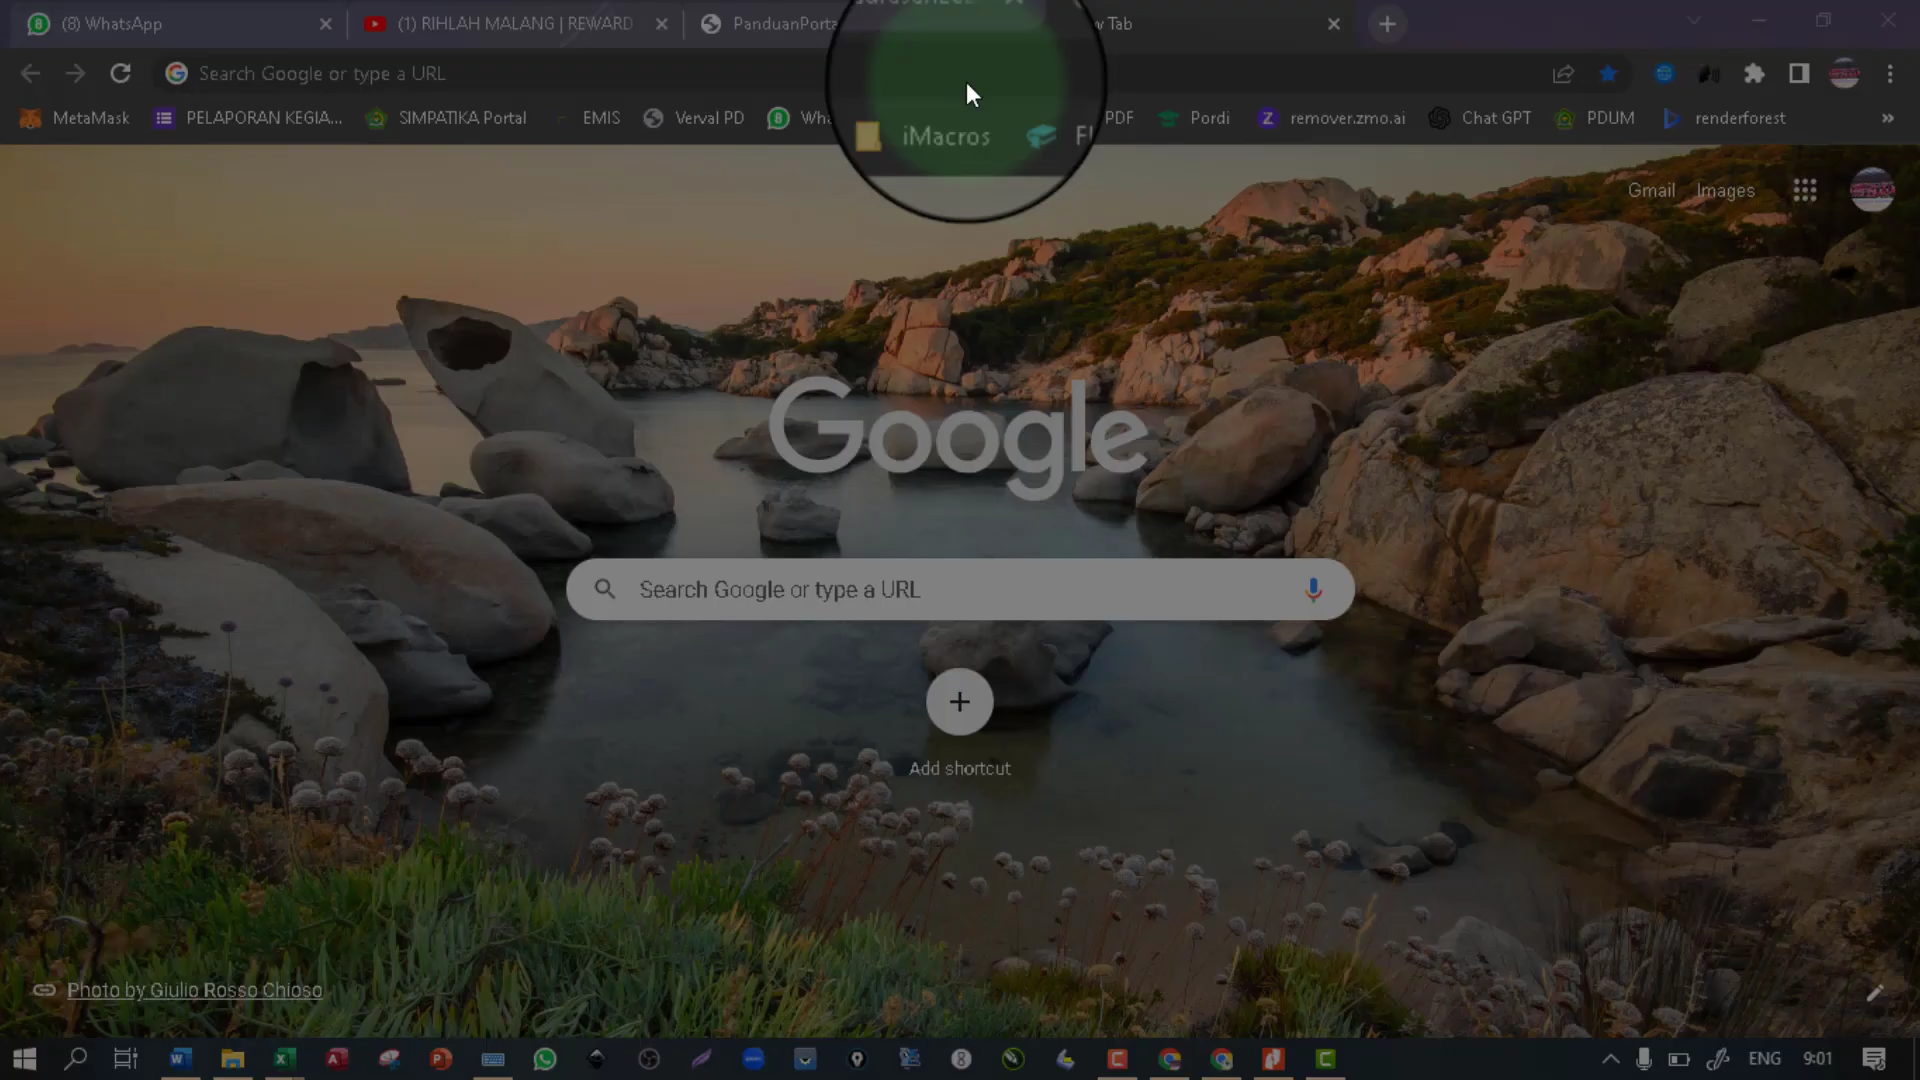 (8) WhatsApp
(1) RIHLAH MALANG | REWARD
PanduanPorta
w Tab
Search Google or type a URL
MetaMask
PELAPORAN KEGIA...
SIMPATIKA Portal
EMIS
Verval PD
Wha
iMacros
PDF
Pordi
remover.zmo.ai
Chat GPT
PDUM
renderforest
»
Gmail
Images
Google
Search Google or type a URL
Add shortcut
Photo by Giulio Rosso Chioso
ENG
9:01